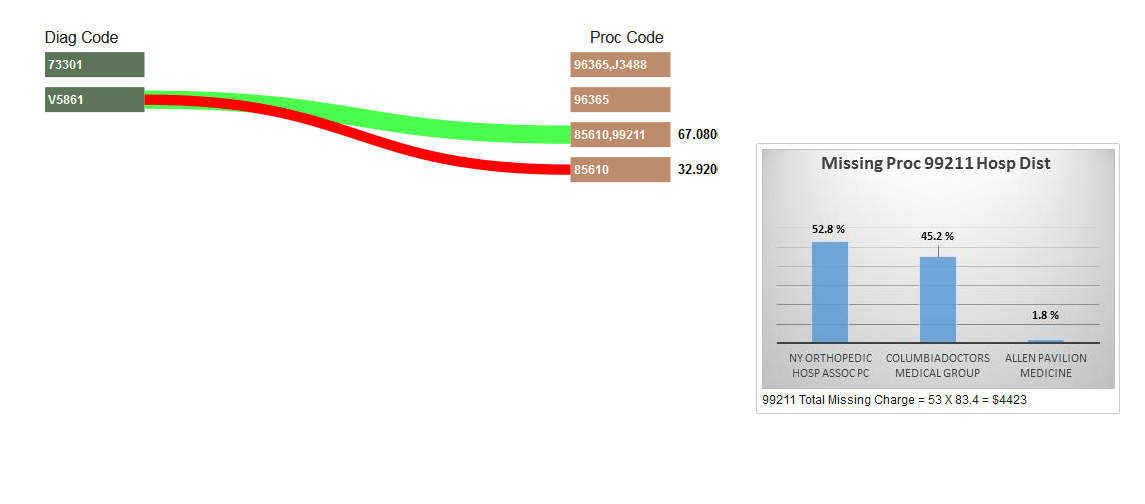 Diag Code
Proc Code
73301
96365,J3488
V5861
96365
85610,99211
67.080
85610
32.920
Missing Proc 99211 Hosp Dist
52.8 %
45.2 %
1.8 %
NY ORTHOPEDIC
HOSP ASSOC PC
COLUMBIADOCTORS
MEDICAL GROUP
ALLEN PAVILION
MEDICINE
99211 Total Missing Charge = 53 X 83.4 = $4423